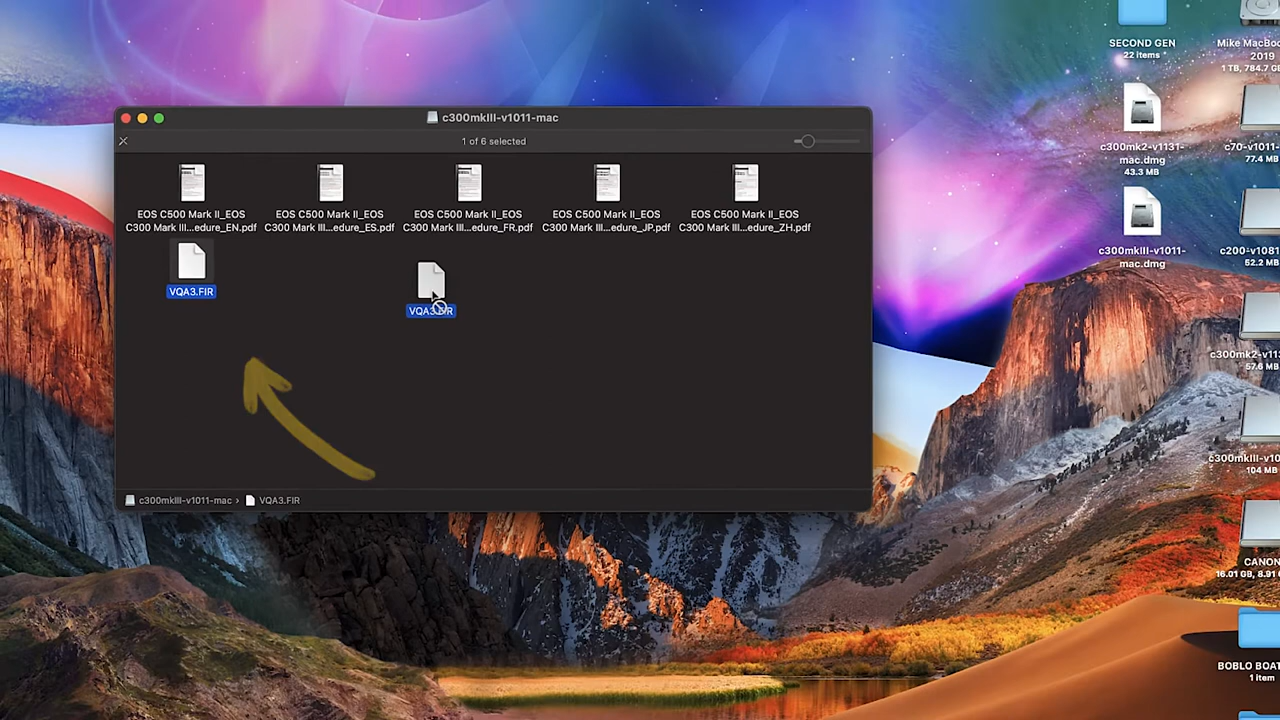 SECOND GEN
22 items
Mike MacBoo
2019
1 TB, 784.7 GB
c300mkIII-v1011-mac
1 of 6 selected
c300mk2-v1131-
mac.dmg
43.3 MB
c70-v1011-
77.4 MB
EOS C500 Mark II_EOS
C300 Mark III...edure_EN.pdf
EOS C500 Mark II_EOS
C300 Mark III...edure_ES.pdf
EOS C500 Mark II_EOS
C300 Mark III...edure_FR.pdf
EOS C500 Mark II_EOS
C300 Mark III...edure_JP.pdf
EOS C500 Mark II_EOS
C300 Mark III...edure_ZH.pdf
c300mkIII-v1011-
mac.dmg
c200-v1081
52.2 MB
VQA3.FIR
VQA3.FIR
c300mk2-v113
57.6 MB
c300mkIII-v10
104 MB
c300mkIII-v1011-mac › VQA3.FIR
CANON
16.01 GB, 8.91 G
BOBLO BOAT
1 item